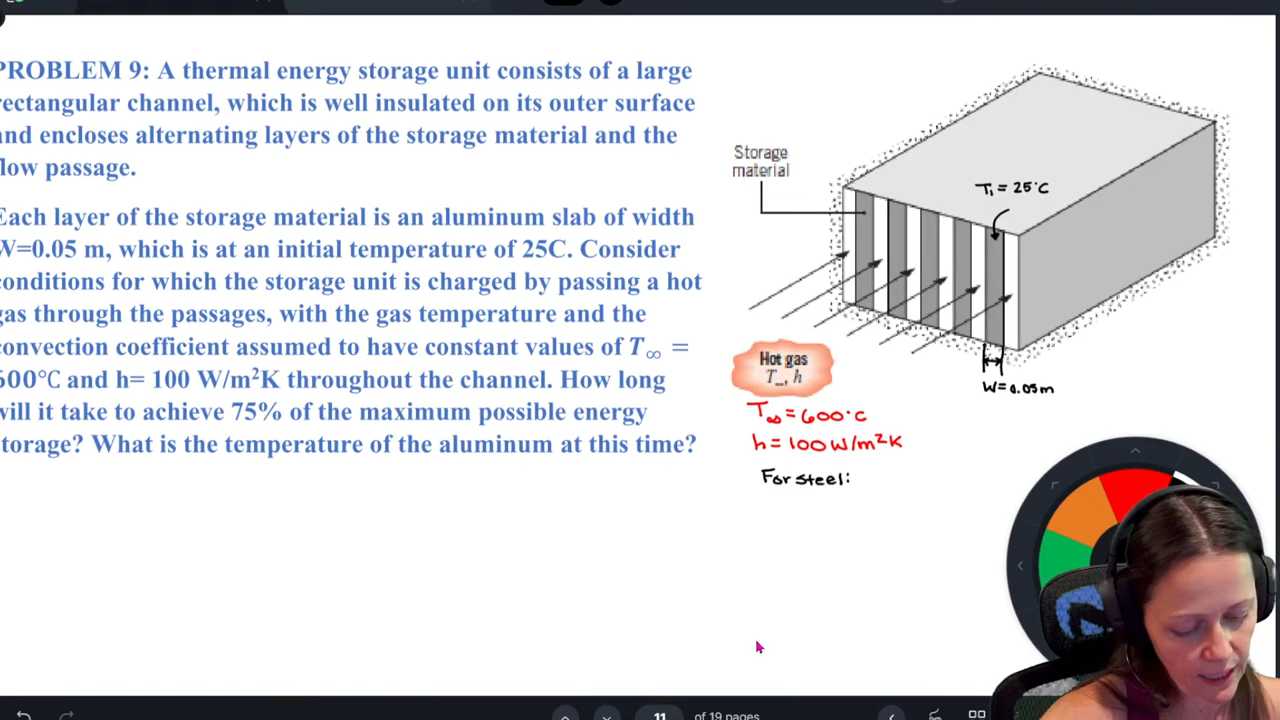 PROBLEM 9: A thermal energy storage unit consists of a large
rectangular channel, which is well insulated on its outer surface
and encloses alternating layers of the storage material and the
flow passage.
Each layer of the storage material is an aluminum slab of width
W=0.05 m, which is at an initial temperature of 25C. Consider
conditions for which the storage unit is charged by passing a hot
gas through the passages, with the gas temperature and the
convection coefficient assumed to have constant values of T∞ =
600°C and h= 100 W/m²K throughout the channel. How long
will it take to achieve 75% of the maximum possible energy
storage? What is the temperature of the aluminum at this time?
Storage
material
T₁ = 25°C
Hot gas
T∞, h
W=0.05m
T∞ = 600°C
h = 100 W/m²K
For steel:
11 of 19 pages